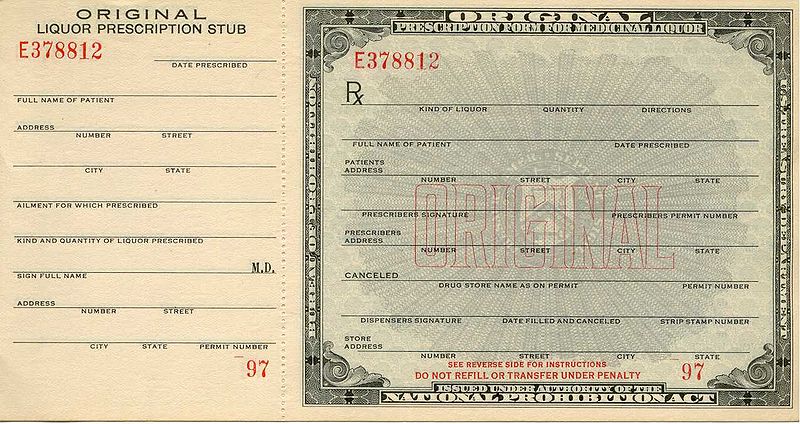 ORIGINAL
LIQUOR PRESCRIPTION STUB
E378812
DATE PRESCRIBED
FULL NAME OF PATIENT
ADDRESS
NUMBER STREET
CITY STATE
AILMENT FOR WHICH PRESCRIBED
KIND AND QUANTITY OF LIQUOR PRESCRIBED
M.D.
SIGN FULL NAME
ADDRESS
NUMBER STREET
CITY STATE PERMIT NUMBER
97
ORIGINAL
PRESCRIPTION FORM FOR MEDICINAL LIQUOR
E378812
Rx
KIND OF LIQUOR QUANTITY DIRECTIONS
FULL NAME OF PATIENT DATE PRESCRIBED
PATIENTS
ADDRESS
NUMBER STREET CITY STATE
ORIGINAL
PRESCRIBERS SIGNATURE PRESCRIBERS PERMIT NUMBER
PRESCRIBERS
ADDRESS
NUMBER STREET CITY STATE
CANCELED
DRUG STORE NAME AS ON PERMIT PERMIT NUMBER
DISPENSERS SIGNATURE DATE FILLED AND CANCELED STRIP STAMP NUMBER
STORE
ADDRESS
NUMBER STREET CITY STATE
SEE REVERSE SIDE FOR INSTRUCTIONS
DO NOT REFILL OR TRANSFER UNDER PENALTY
97
ISSUED UNDER AUTHORITY OF THE
NATIONAL PROHIBITION ACT